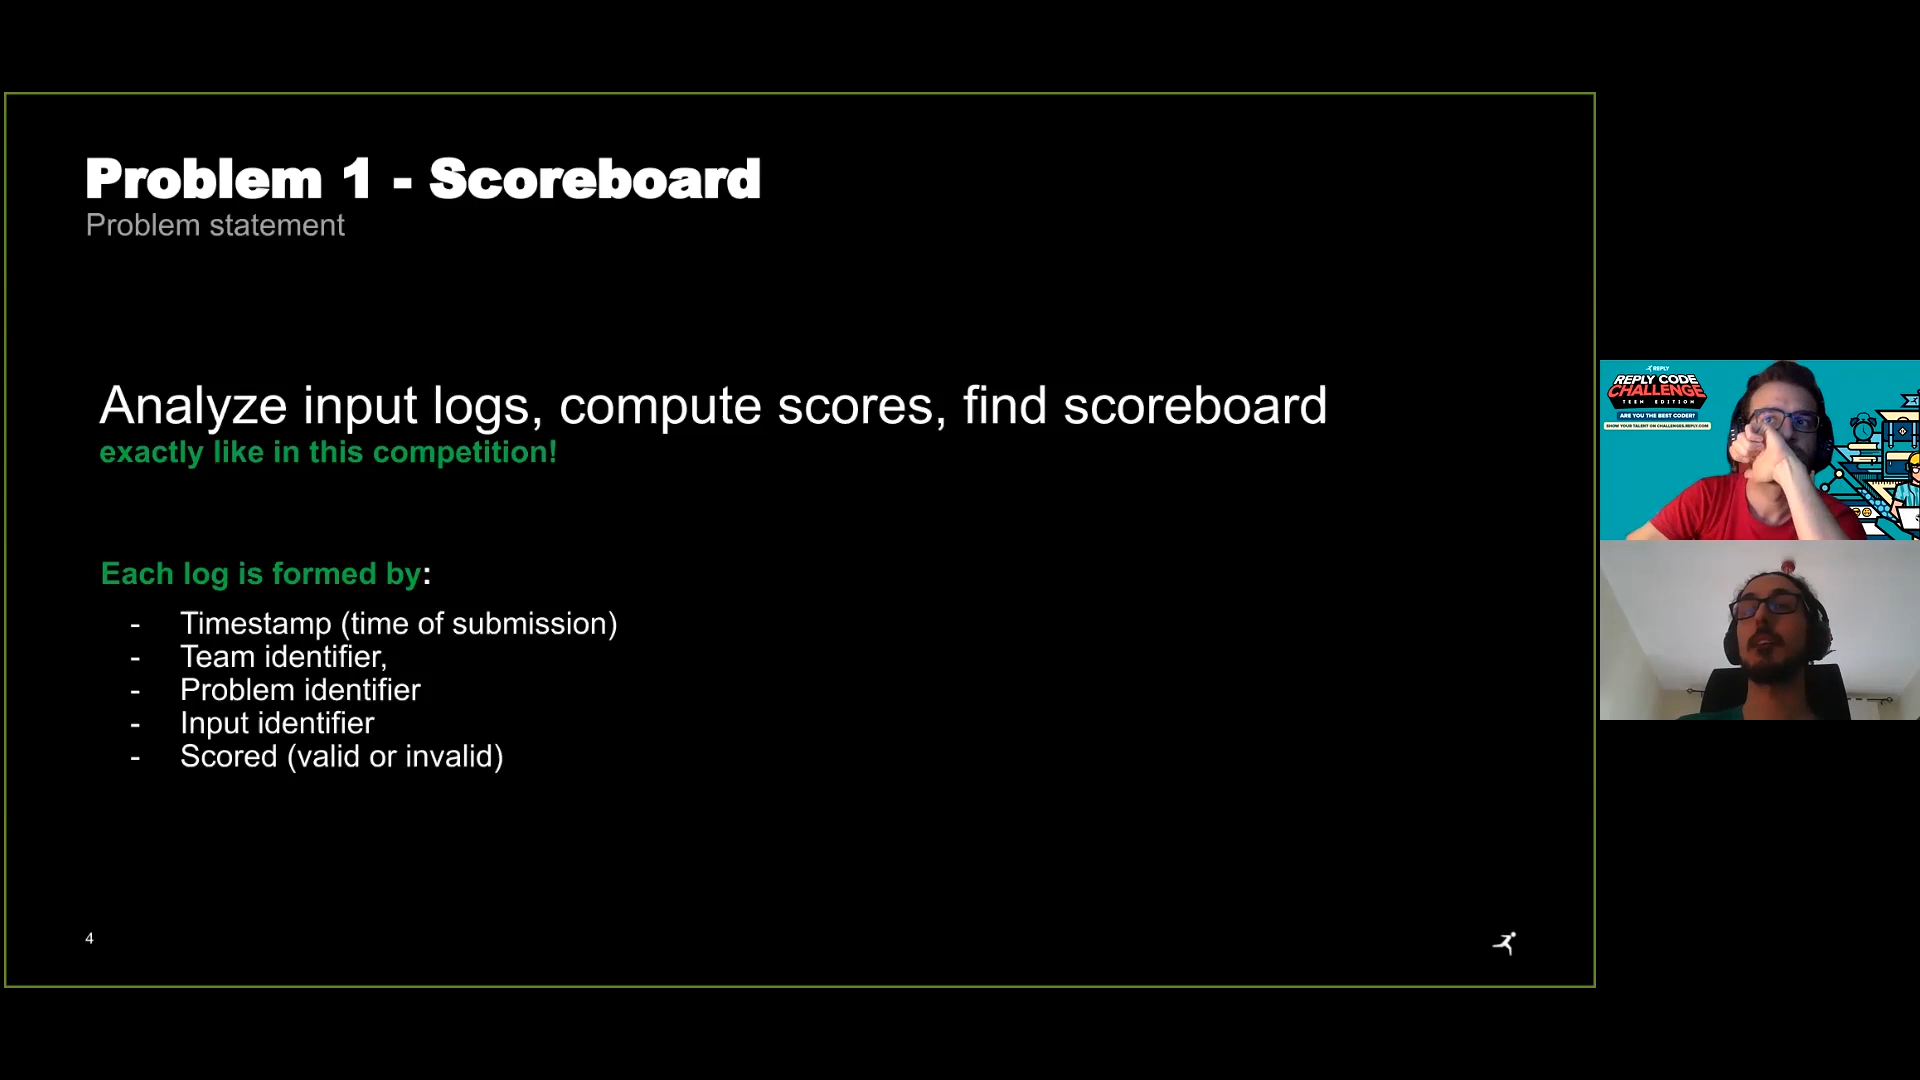 Problem 1 - Scoreboard
Problem statement
Analyze input logs, compute scores, find scoreboard
exactly like in this competition!
Each log is formed by:
- Timestamp (time of submission)
- Team identifier,
- Problem identifier
- Input identifier
- Scored (valid or invalid)
4
REPLY
REPLY CODE
CHALLENGE
TEEN EDITION
ARE YOU THE BEST CODER?
SHOW YOUR TALENT ON CHALLENGES.REPLY.COM